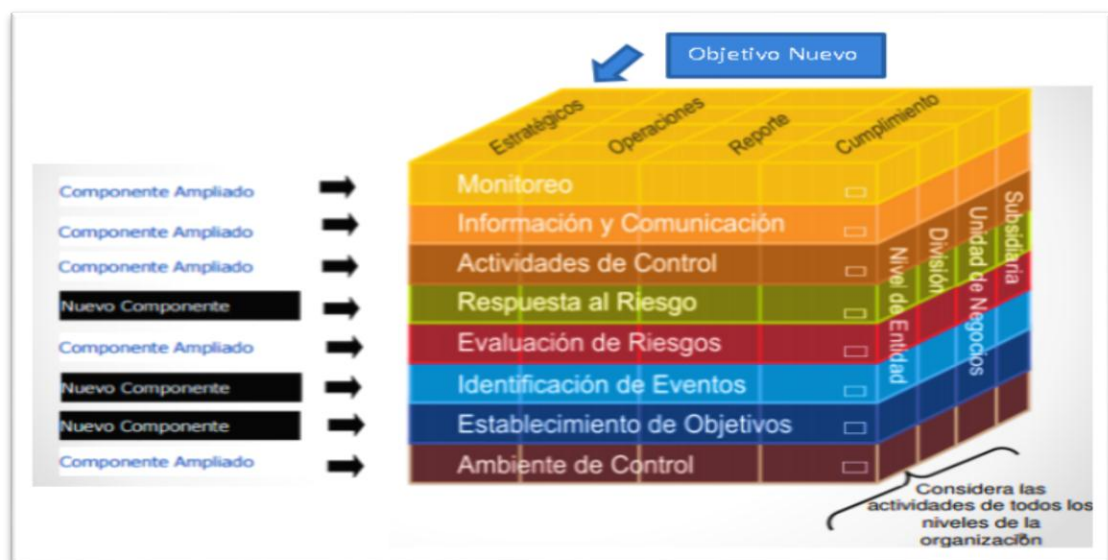 Objetivo Nuevo
Estratégicos
Operaciones
Reporte
Cumplimiento
Componente Ampliado
Monitoreo
Componente Ampliado
Información y Comunicación
Componente Ampliado
Actividades de Control
Nuevo Componente
Respuesta al Riesgo
Componente Ampliado
Evaluación de Riesgos
Nuevo Componente
Identificación de Eventos
Nuevo Componente
Establecimiento de Objetivos
Componente Ampliado
Ambiente de Control
Nivel de Entidad
División
Unidad de Negocios
Subsidiaria
Considera las
actividades de todos los
niveles de la
organización